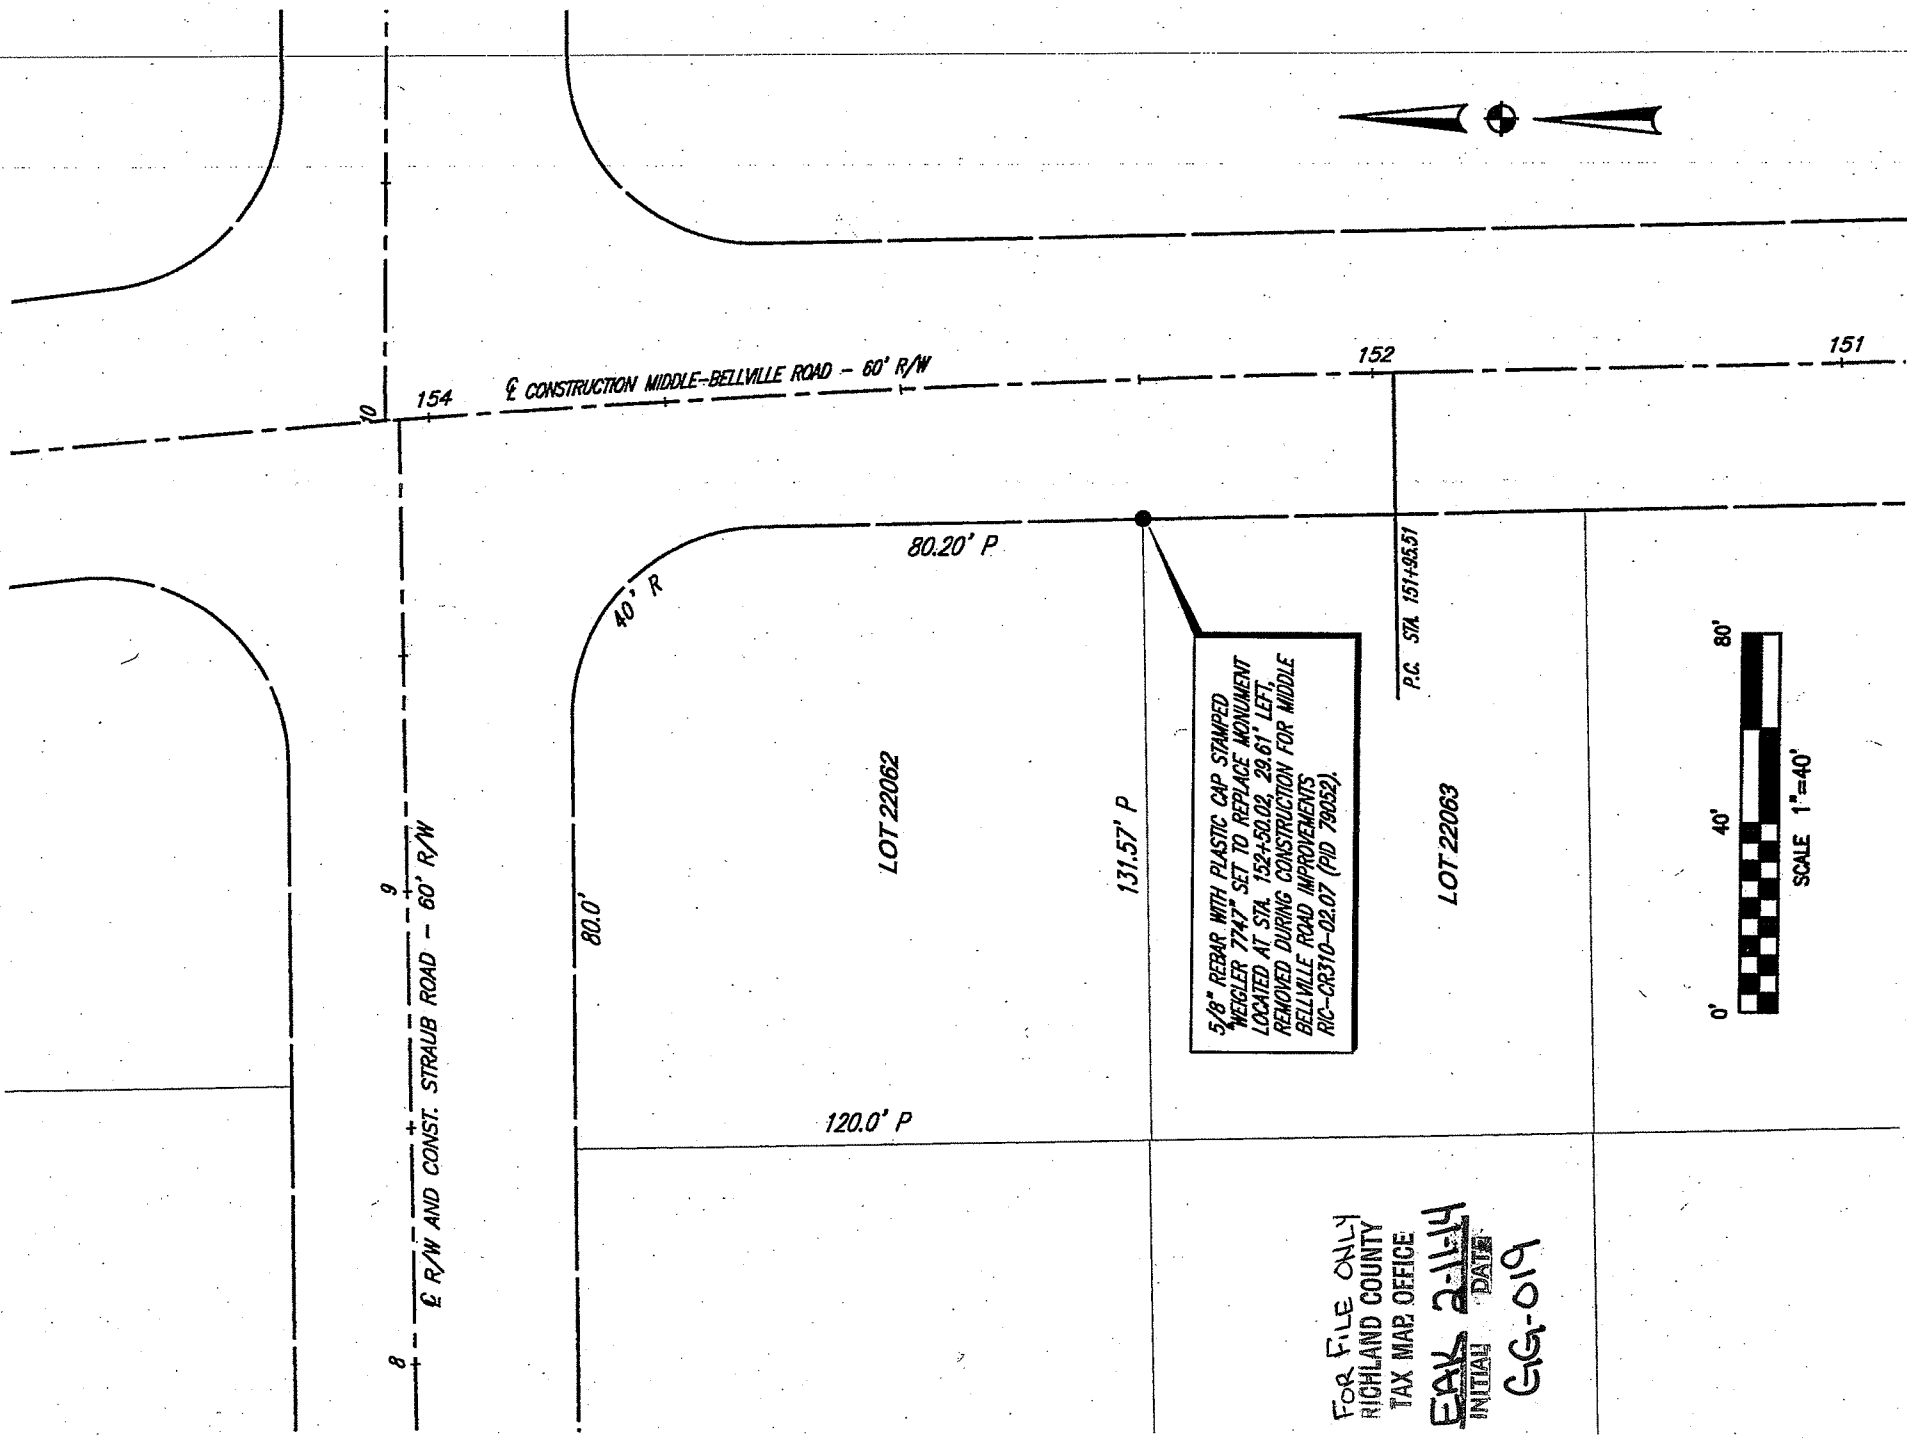 ℄ CONSTRUCTION MIDDLE-BELLVILLE ROAD - 60' R/W
10
154
152
151
80.20' P
40' R
P.C. STA. 151+95.51
℄ R/W AND CONST. STRAUB ROAD - 60' R/W
9
8
80.0'
LOT 22062
131.57' P
120.0' P
5/8" REBAR WITH PLASTIC CAP STAMPED
"WEIGLER 7747" SET TO REPLACE MONUMENT
LOCATED AT STA. 152+50.02, 29.61' LEFT,
REMOVED DURING CONSTRUCTION FOR MIDDLE
BELLVILLE ROAD IMPROVEMENTS
RIC-CR310-02.07 (PID 79052).
LOT 22063
0' 40' 80'
SCALE 1"=40'
FOR FILE ONLY
RICHLAND COUNTY
TAX MAP OFFICE
EAK 2-11-14
INITIAL DATE
GG-019